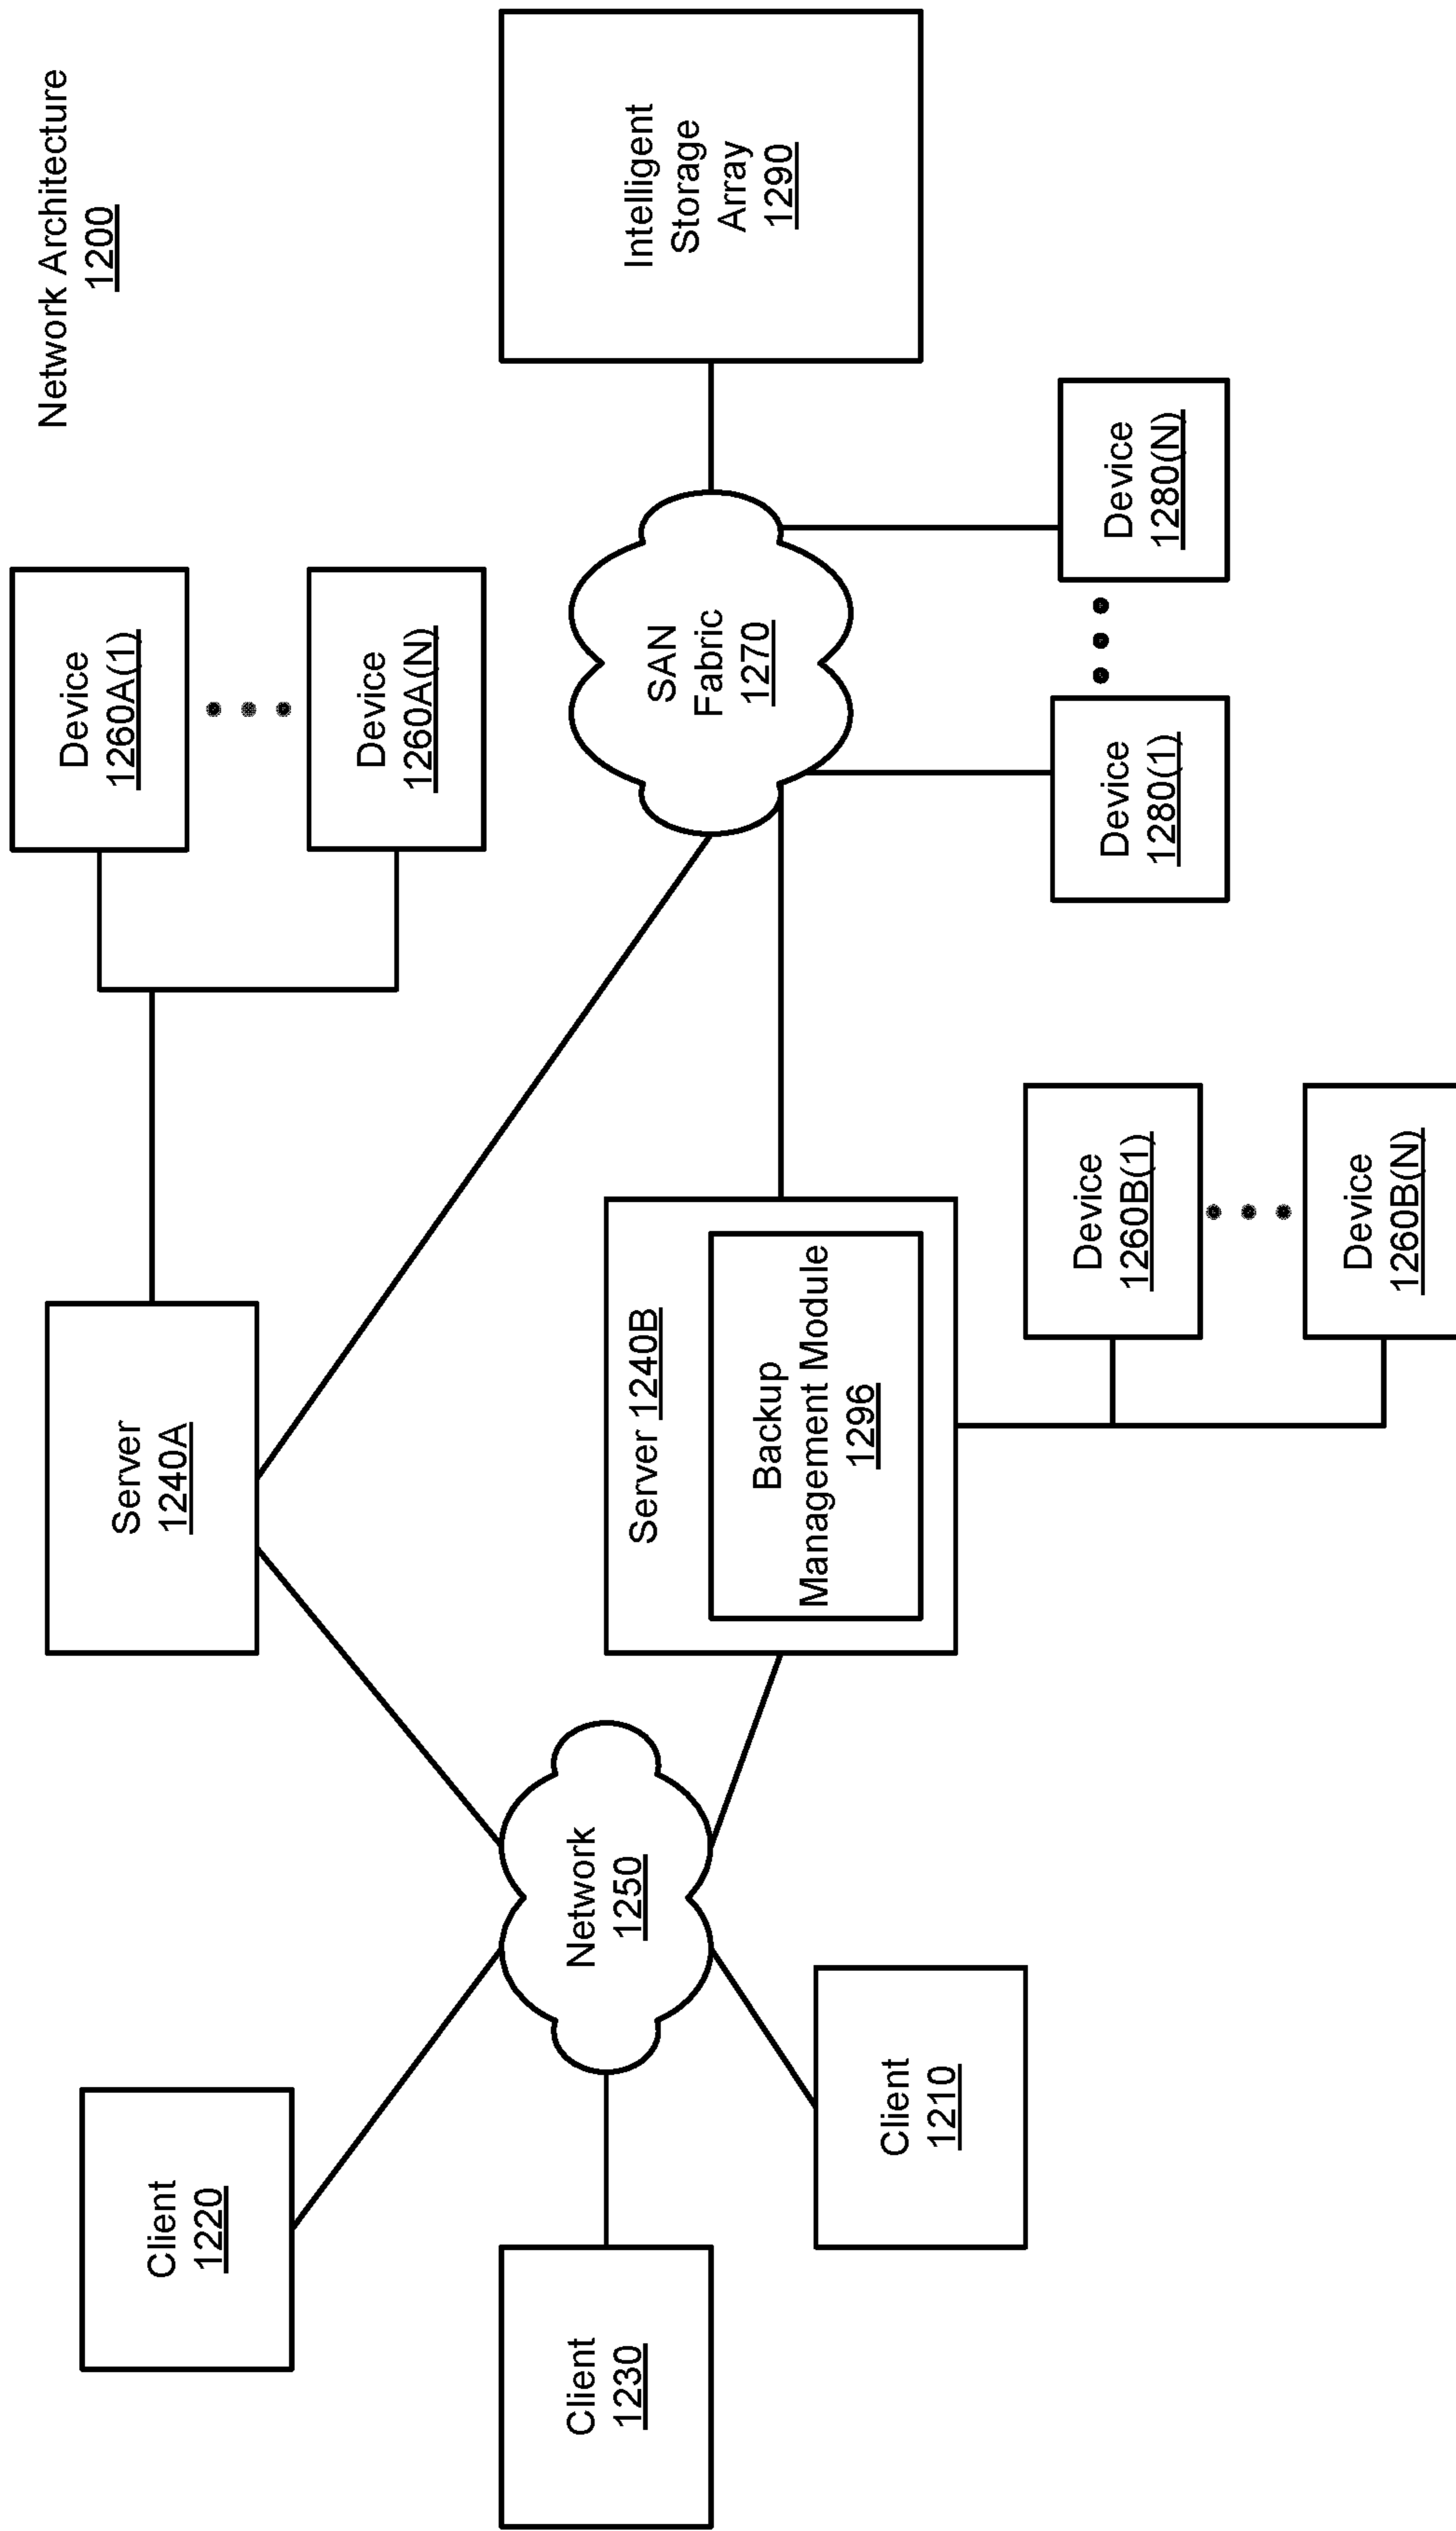 Network Architecture
1200
Device
1260A(1)
Device
1260A(N)
Server
1240A
Client
1220
Client
1230
Network
1250
Client
1210
Server 1240B
Backup
Management Module
1296
SAN
Fabric
1270
Intelligent
Storage
Array
1290
Device
1260B(1)
Device
1260B(N)
Device
1280(1)
Device
1280(N)